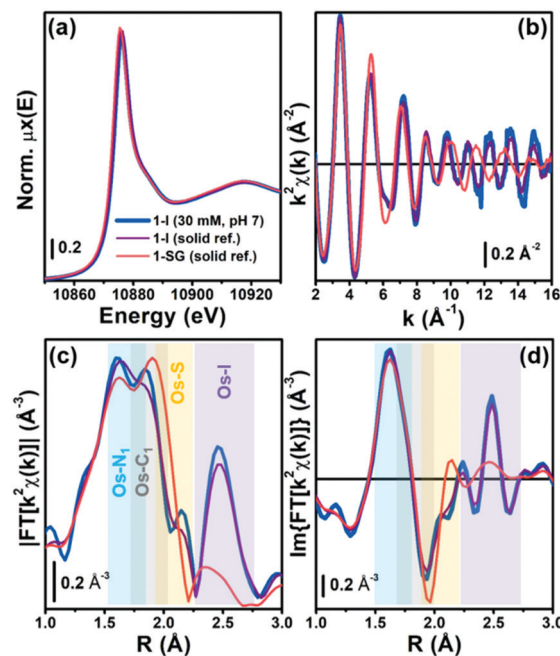 (a)
Norm. μx(E)
0.2
1-I (30 mM, pH 7)
1-I (solid ref.)
1-SG (solid ref.)
10860 10880 10900 10920
Energy (eV)
(b)
k²χ(k) (Å⁻²)
0.2 Å⁻²
2 4 6 8 10 12 14 16
k (Å⁻¹)
(c)
|FT[k²χ(k)]| (Å⁻³)
Os-N₁
Os-C₁
Os-S
Os-I
0.2 Å⁻³
1.0 1.5 2.0 2.5 3.0
R (Å)
(d)
Im{FT[k²χ(k)]} (Å⁻³)
0.2 Å⁻³
1.0 1.5 2.0 2.5 3.0
R (Å)